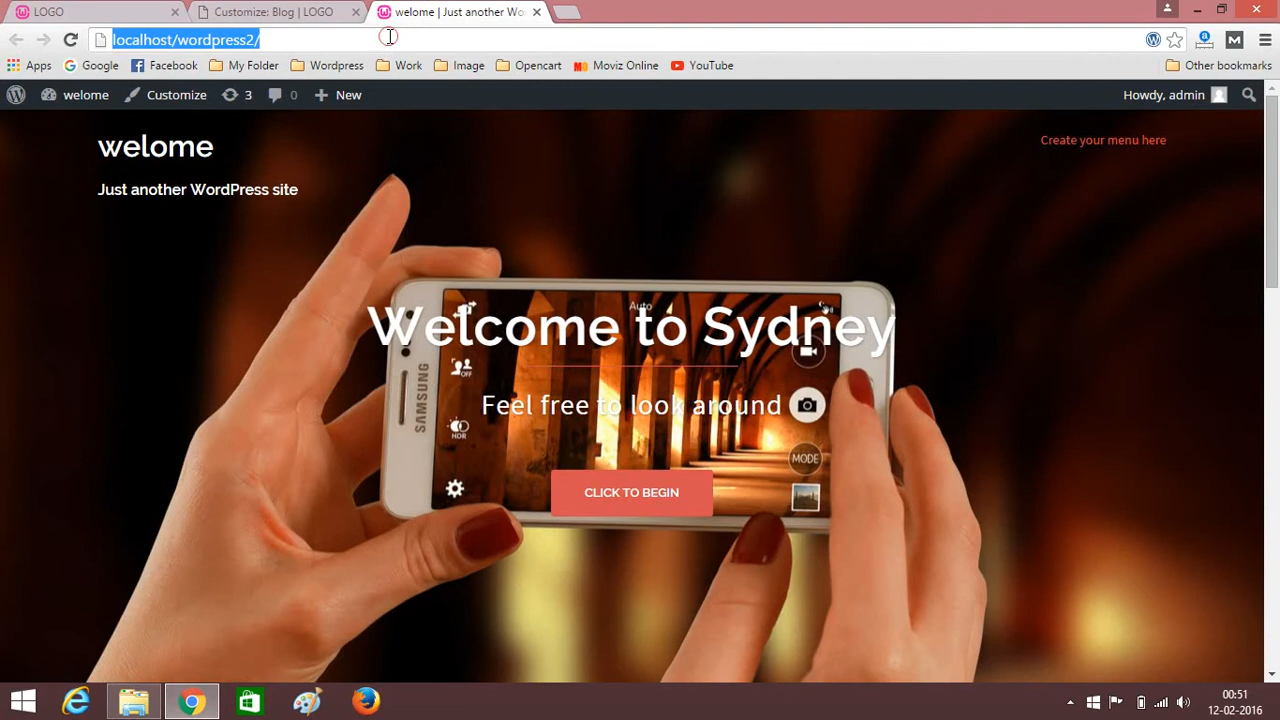 LOGO
Customize: Blog | LOGO
welome | Just another Wo
localhost/wordpress2/
Apps Google Facebook My Folder Wordpress Work Image Opencart Moviz Online YouTube Other bookmarks
welome Customize 3 0 New Howdy, admin
welome
Create your menu here
Just another WordPress site
Auto
Welcome to Sydney
OFF
SAMSUNG
Feel free to look around
HDR
MODE
CLICK TO BEGIN
00:51
12-02-2016